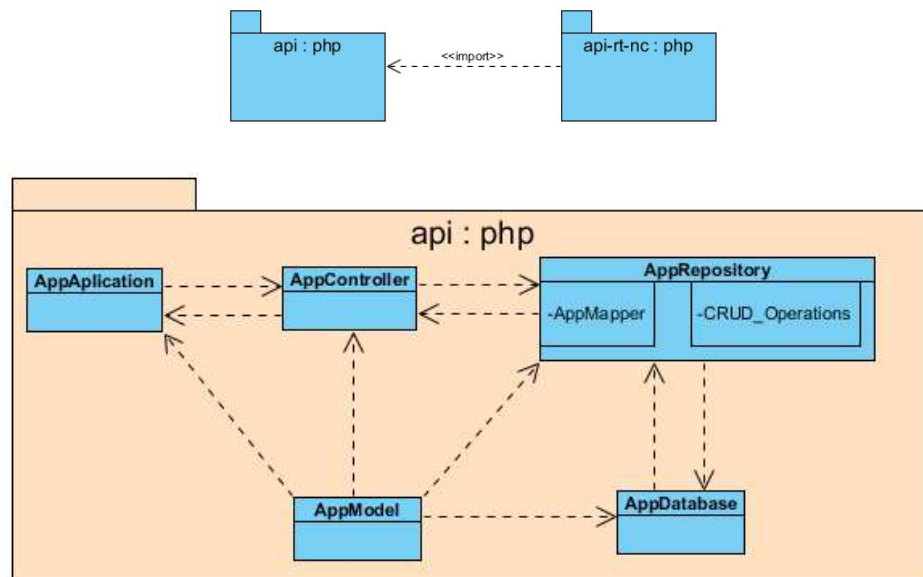 api : php
<<import>>
api-rt-nc : php
api : php
AppAplication
AppController
AppRepository
-AppMapper
-CRUD_Operations
AppModel
AppDatabase